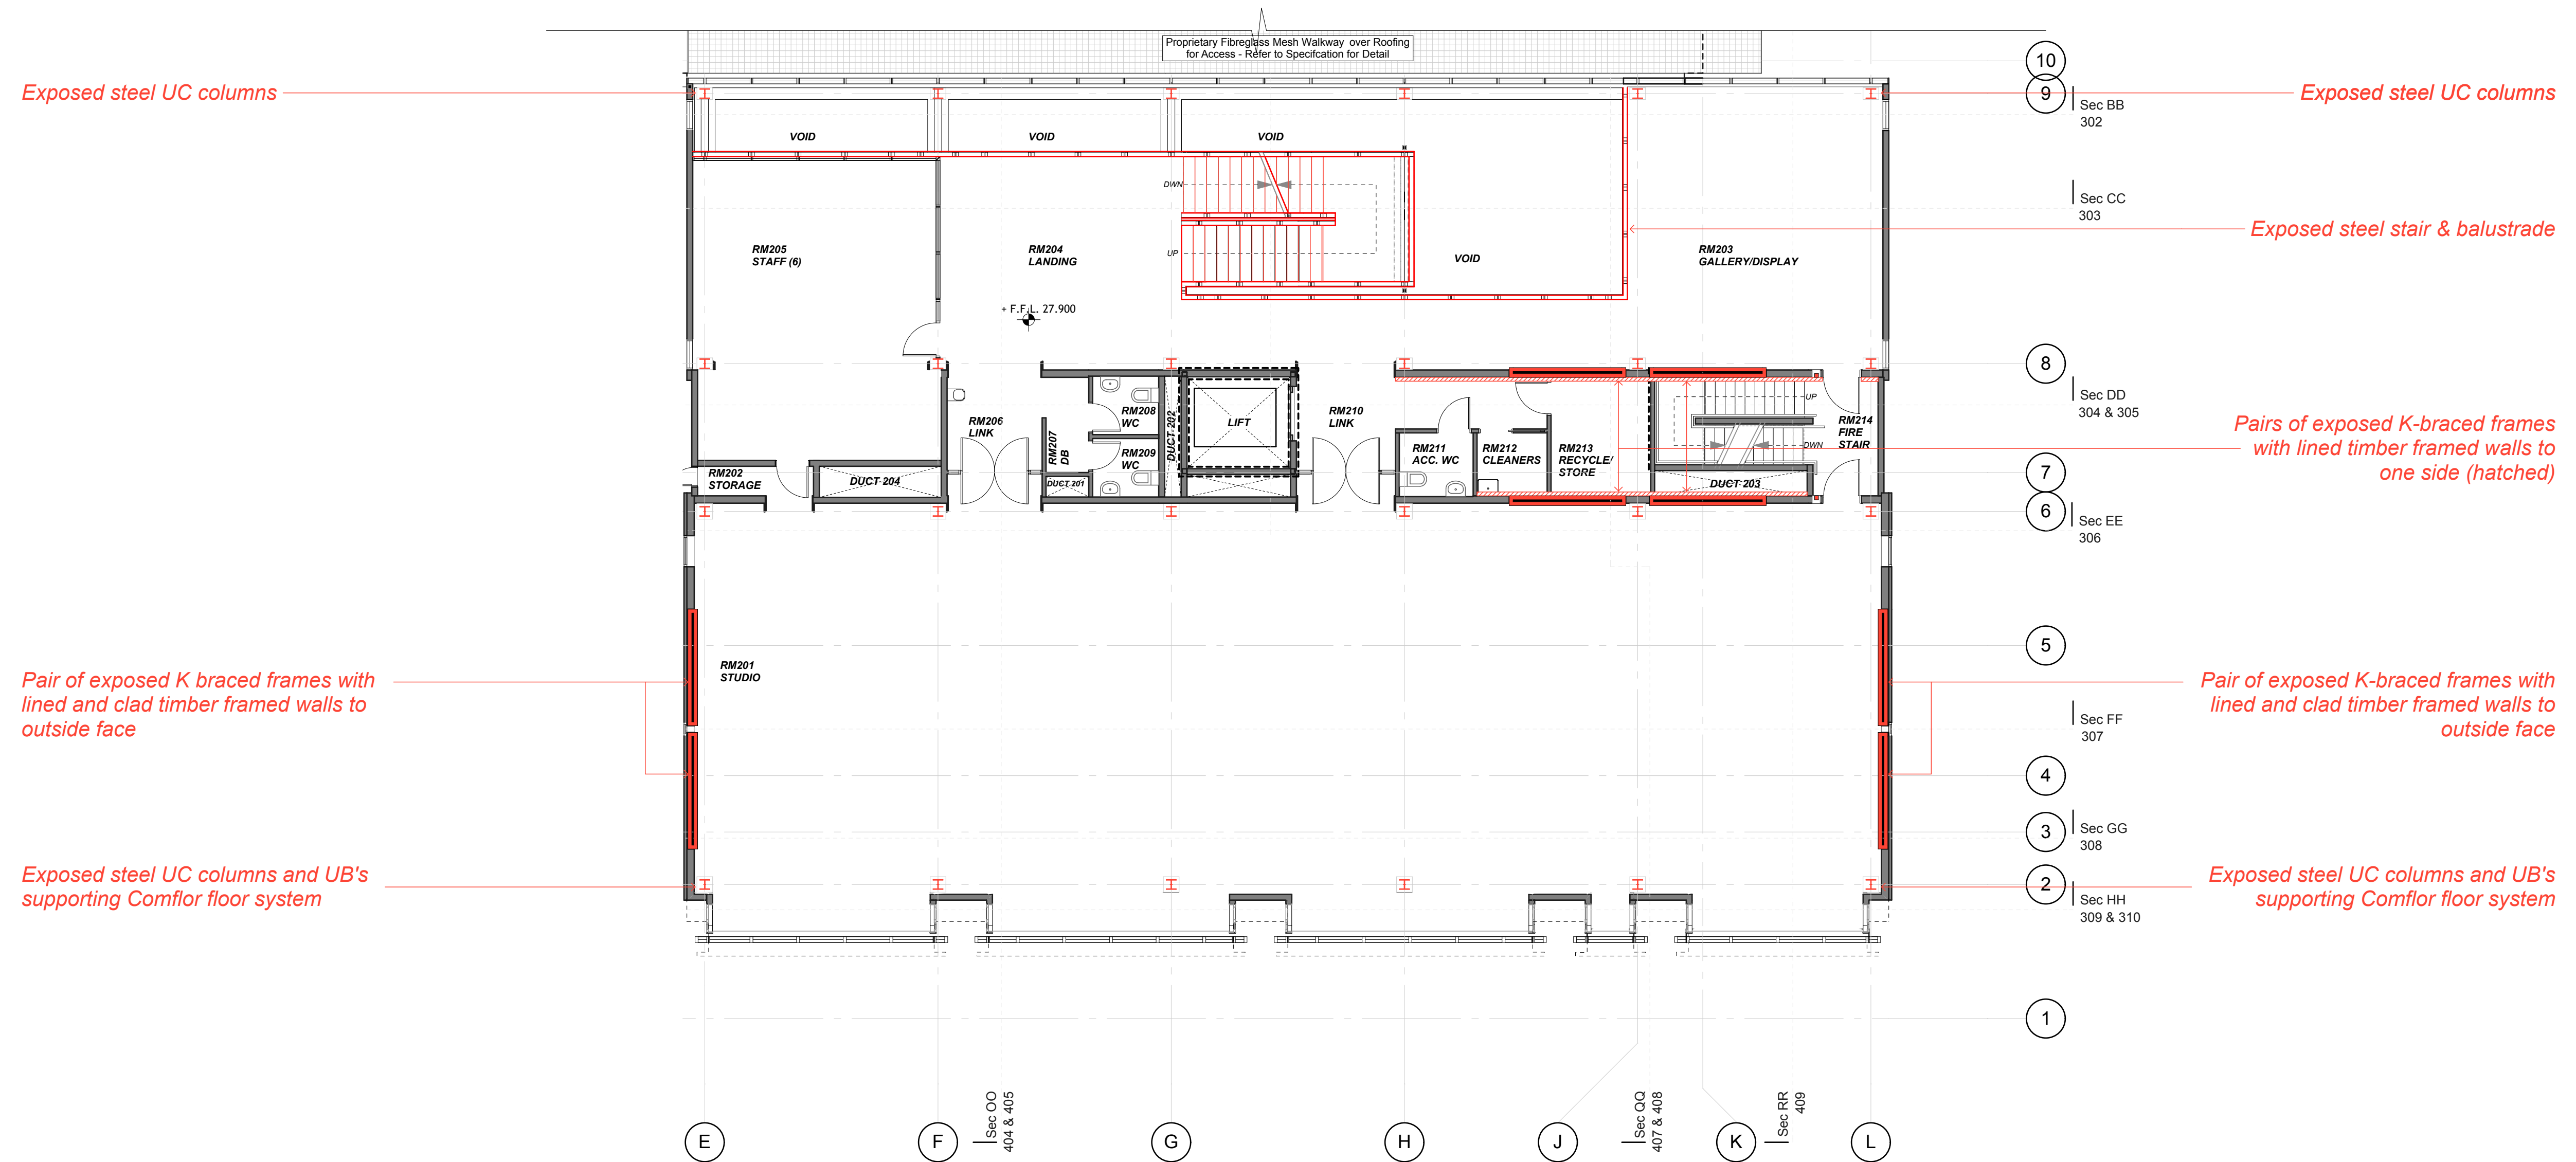 Proprietary Fibreglass Mesh Walkway over Roofing
for Access - Refer to Specifcation for Detail
10
Exposed steel UC columns
9
Exposed steel UC columns
Sec BB
302
VOID
VOID
VOID
DWN
Sec CC
303
Exposed steel stair & balustrade
RM205
STAFF (6)
RM204
LANDING
UP
VOID
RM203
GALLERY/DISPLAY
+ F.F.L. 27.900
8
Sec DD
304 & 305
UP
RM206
LINK
RM207
DB
RM208
WC
DUCT 202
LIFT
RM210
LINK
RM214
FIRE
STAIR
DWN
Pairs of exposed K-braced frames
with lined timber framed walls to
one side (hatched)
RM209
WC
RM211
ACC. WC
RM212
CLEANERS
RM213
RECYCLE/
STORE
7
RM202
STORAGE
DUCT 204
DUCT 201
DUCT 203
6
Sec EE
306
5
RM201
STUDIO
Pair of exposed K braced frames with
lined and clad timber framed walls to
outside face
Pair of exposed K-braced frames with
lined and clad timber framed walls to
outside face
Sec FF
307
4
3
Sec GG
308
Exposed steel UC columns and UB's
supporting Comflor floor system
2
Exposed steel UC columns and UB's
supporting Comflor floor system
Sec HH
309 & 310
1
E
F
Sec OO
404 & 405
G
H
J
Sec QQ
407 & 408
K
Sec RR
409
L